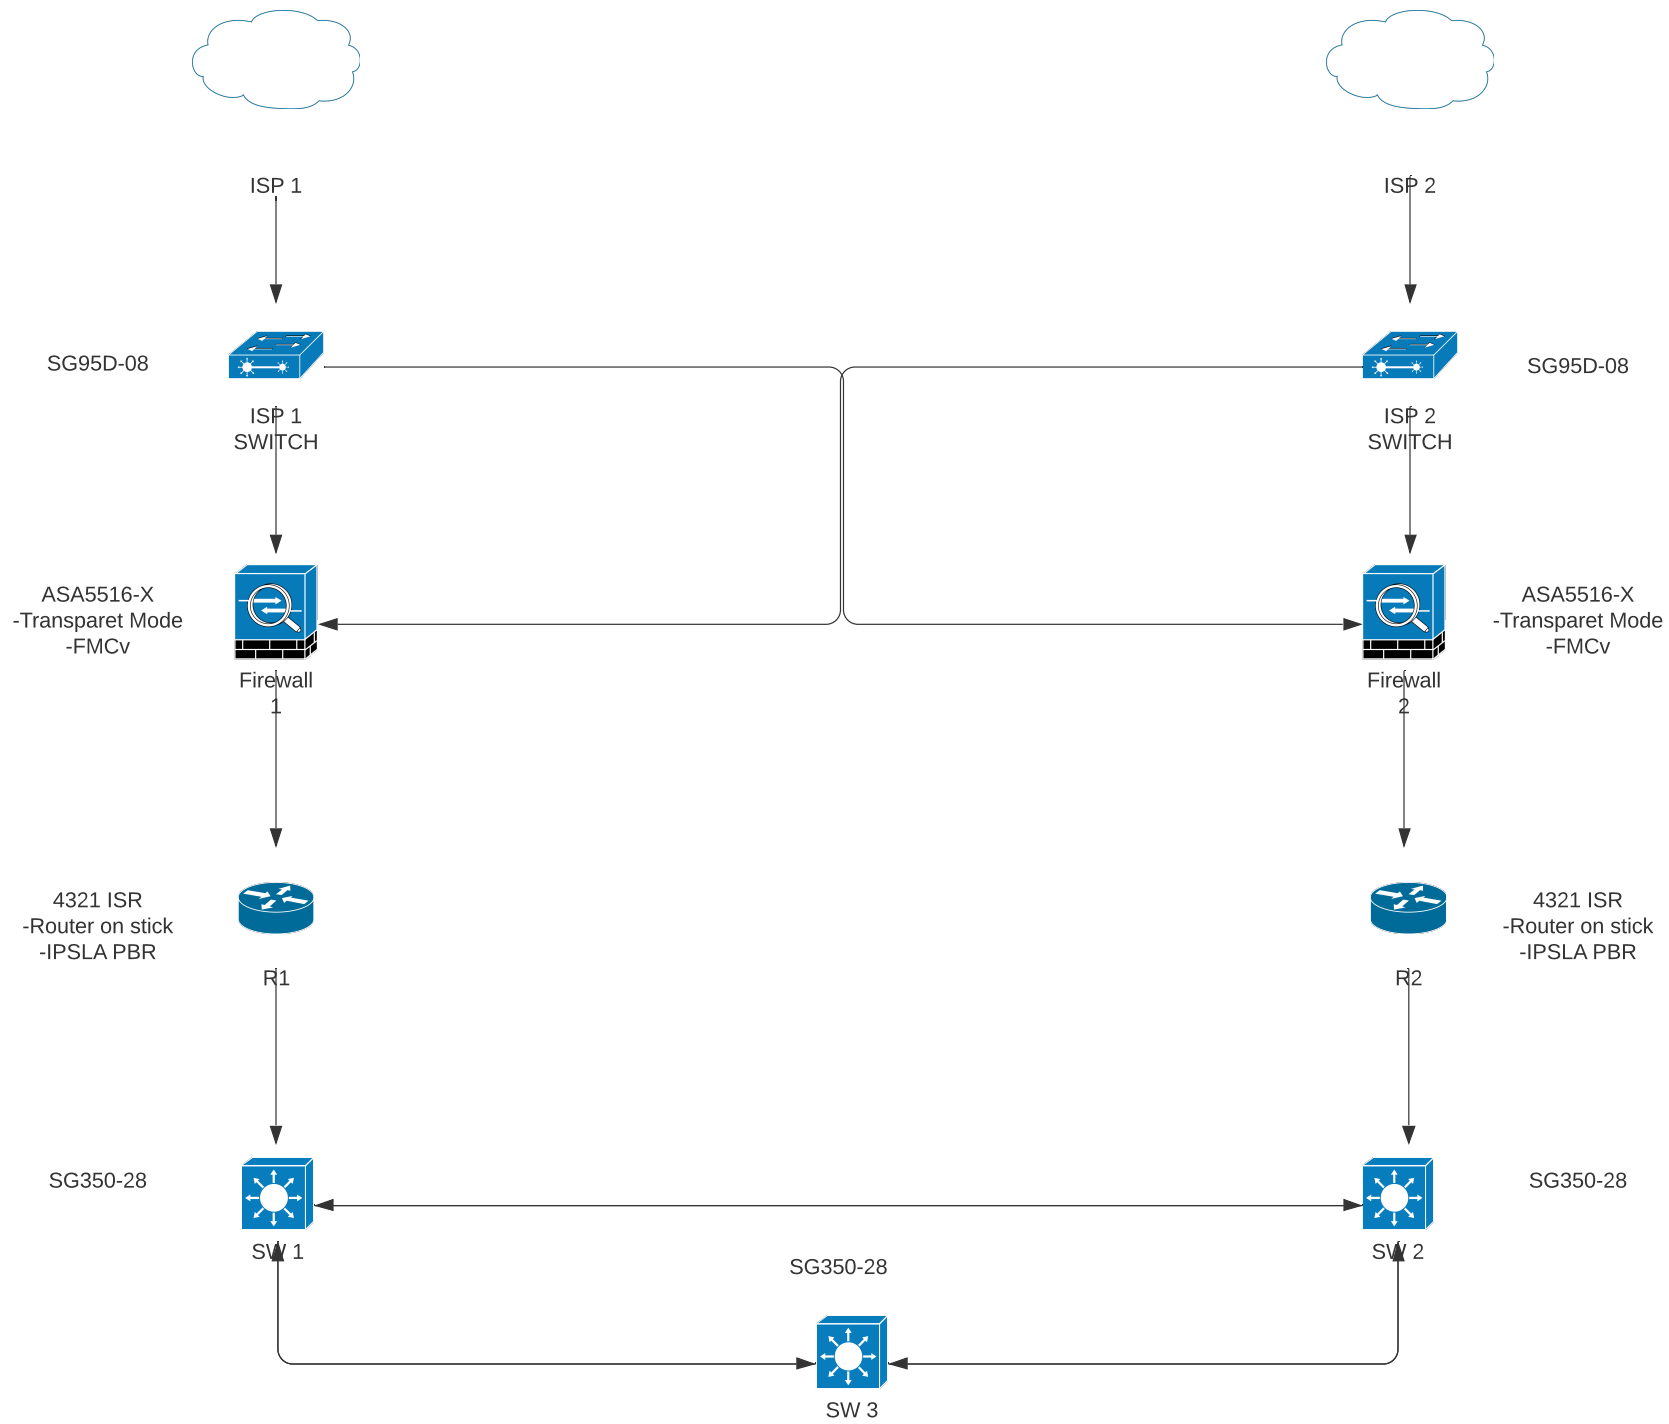 ISP 1
ISP 2
SG95D-08
SG95D-08
ISP 1
SWITCH
ISP 2
SWITCH
ASA5516-X
-Transparet Mode
-FMCv
ASA5516-X
-Transparet Mode
-FMCv
Firewall
1
Firewall
2
4321 ISR
-Router on stick
-IPSLA PBR
4321 ISR
-Router on stick
-IPSLA PBR
R1
R2
SG350-28
SG350-28
SW 1
SW 2
SG350-28
SW 3